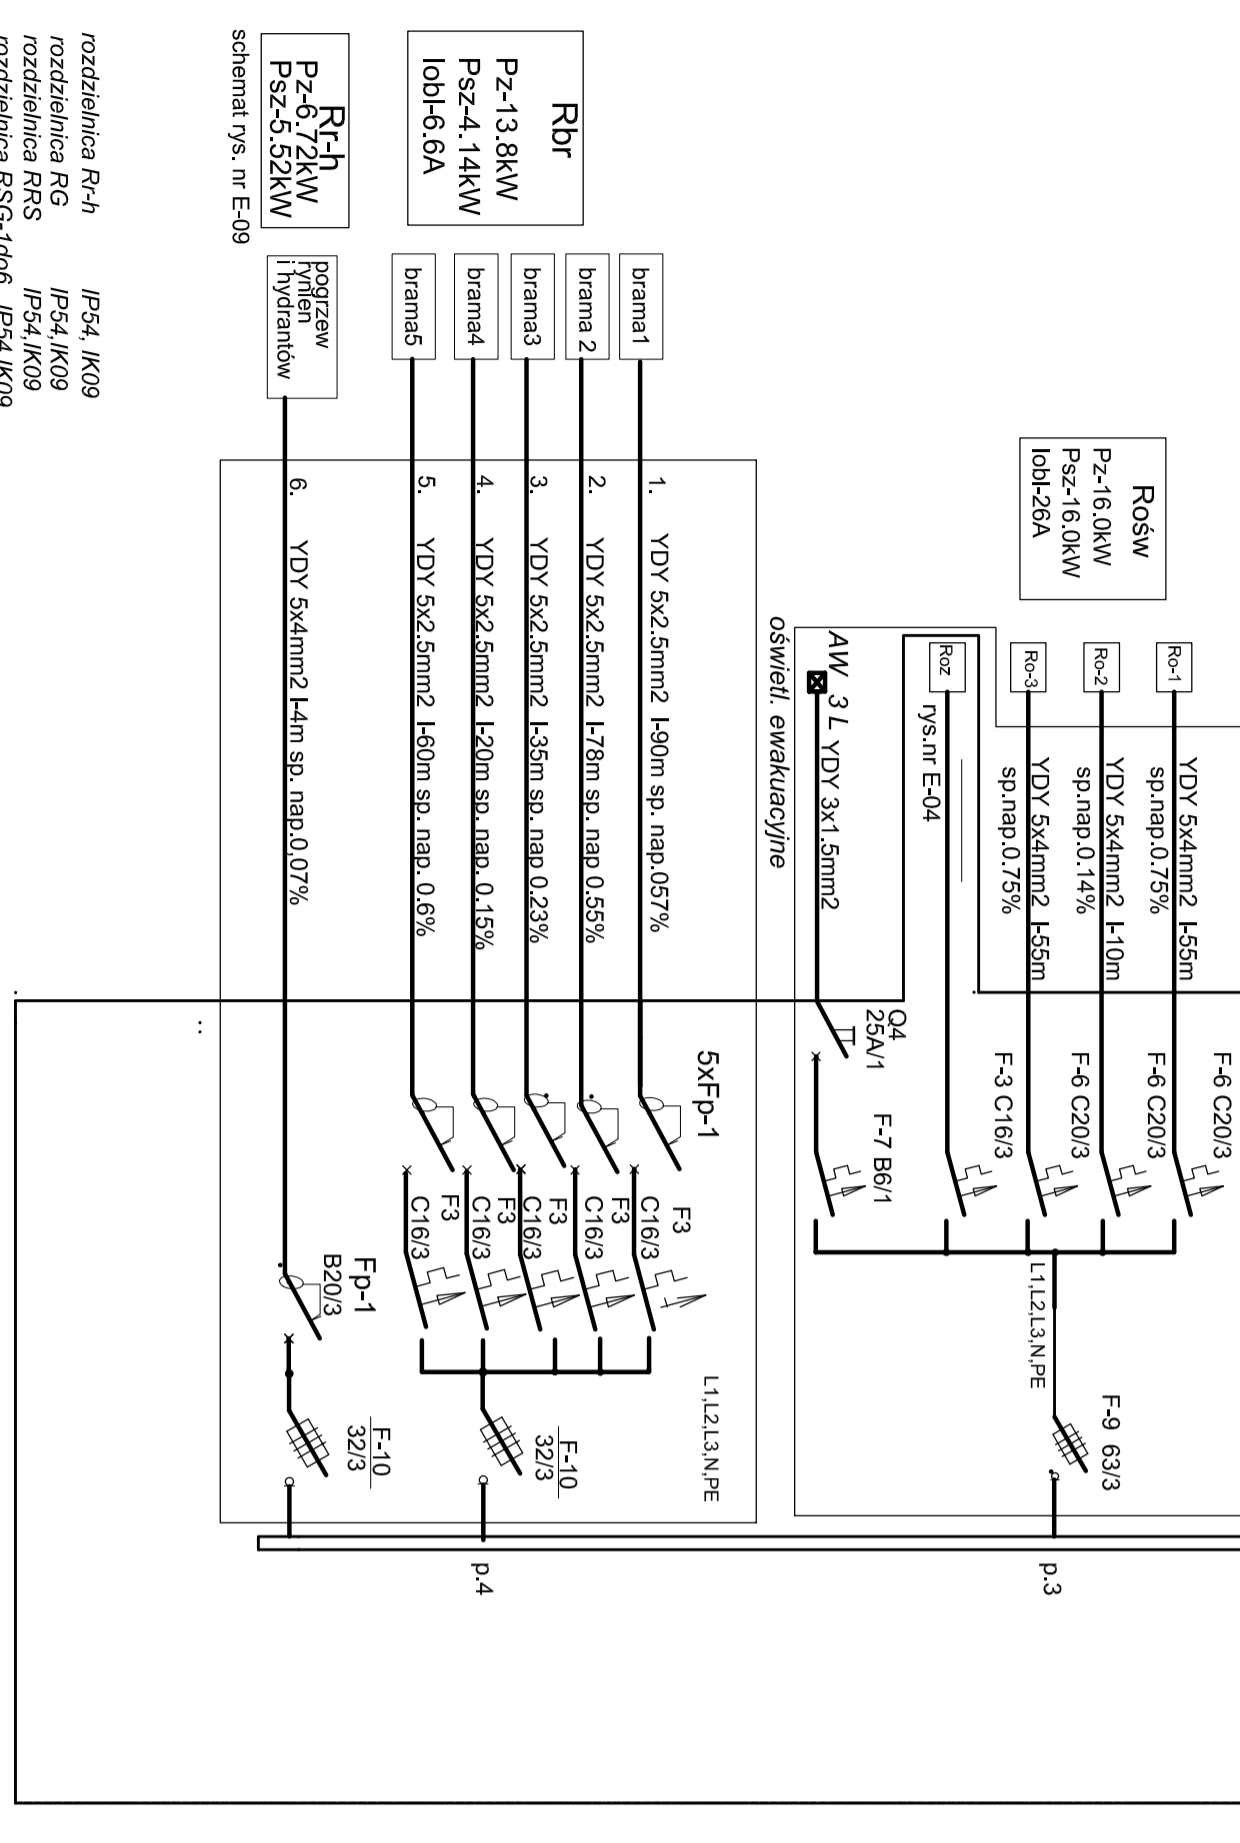 Rośw
Pz-16.0kW
Psz-16.0kW
Iobl-26A
Ro-1
YDY 5x4mm2 l-55m
sp.nap.0.75%
F-6 C20/3
Ro-2
YDY 5x4mm2 l-10m
sp.nap.0.14%
F-6 C20/3
Ro-3
YDY 5x4mm2 l-55m
sp.nap.0.75%
F-6 C20/3
Roz
rys.nr E-04
F-3 C16/3
AW 3 L YDY 3x1.5mm2
Q4
25A/1
F-7 B6/1
oświetl. ewakuacyjne
L1,L2,L3,N,PE
F-9 63/3
p.3
Rbr
Pz-13.8kW
Psz-4.14kW
Iobl-6.6A
5xFp-1
L1,L2,L3,N,PE
brama1
1. YDY 5x2.5mm2 l-90m sp. nap.057%
F3
C16/3
brama 2
2. YDY 5x2.5mm2 l-78m sp. nap 0.55%
F3
C16/3
brama3
3. YDY 5x2.5mm2 l-35m sp. nap 0.23%
F3
C16/3
brama4
4. YDY 5x2.5mm2 l-20m sp. nap. 0.15%
F3
C16/3
brama5
5. YDY 5x2.5mm2 l-60m sp. nap. 0.6%
F3
C16/3
F-10
32/3
p.4
Rr-h
Pz-6.72kW
Psz-5.52kW
schemat rys. nr E-09
pogrzew
rynien
i hydrantów
6. YDY 5x4mm2 l-4m sp. nap.0,07%
Fp-1
B20/3
F-10
32/3
rozdzielnica Rr-h IP54, IK09
rozdzielnica RG IP54,IK09
rozdzielnica RRS IP54,IK09
rozdzielnica RSG-1do6 IP54,IK09